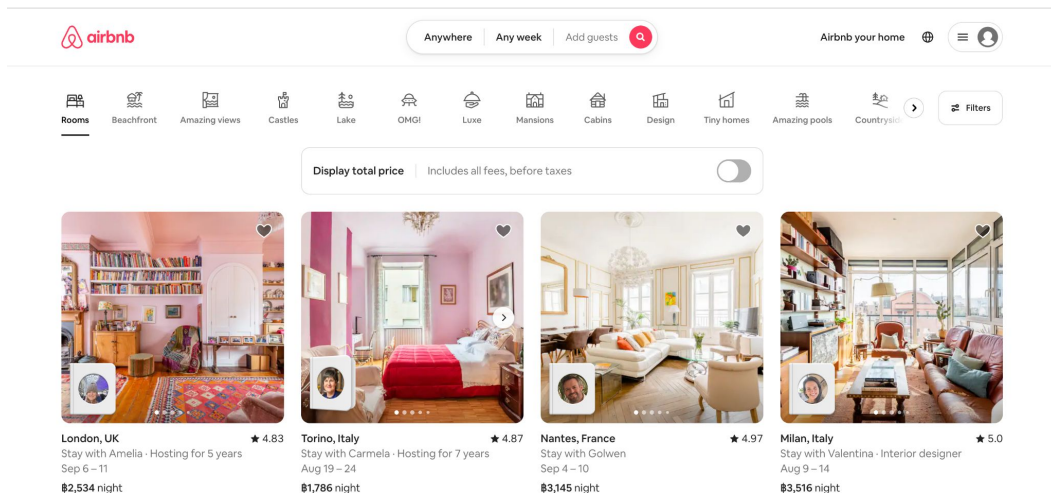 airbnb
Anywhere Any week Add guests
Airbnb your home
Rooms
Beachfront
Amazing views
Castles
Lake
OMG!
Luxe
Mansions
Cabins
Design
Tiny homes
Amazing pools
Countryside
Filters
Display total price Includes all fees, before taxes
London, UK ★ 4.83
Stay with Amelia · Hosting for 5 years
Sep 6 – 11
฿2,534 night
Torino, Italy ★ 4.87
Stay with Carmela · Hosting for 7 years
Aug 19 – 24
฿1,786 night
Nantes, France ★ 4.97
Stay with Golwen
Sep 4 – 10
฿3,145 night
Milan, Italy ★ 5.0
Stay with Valentina · Interior designer
Aug 9 – 14
฿3,516 night